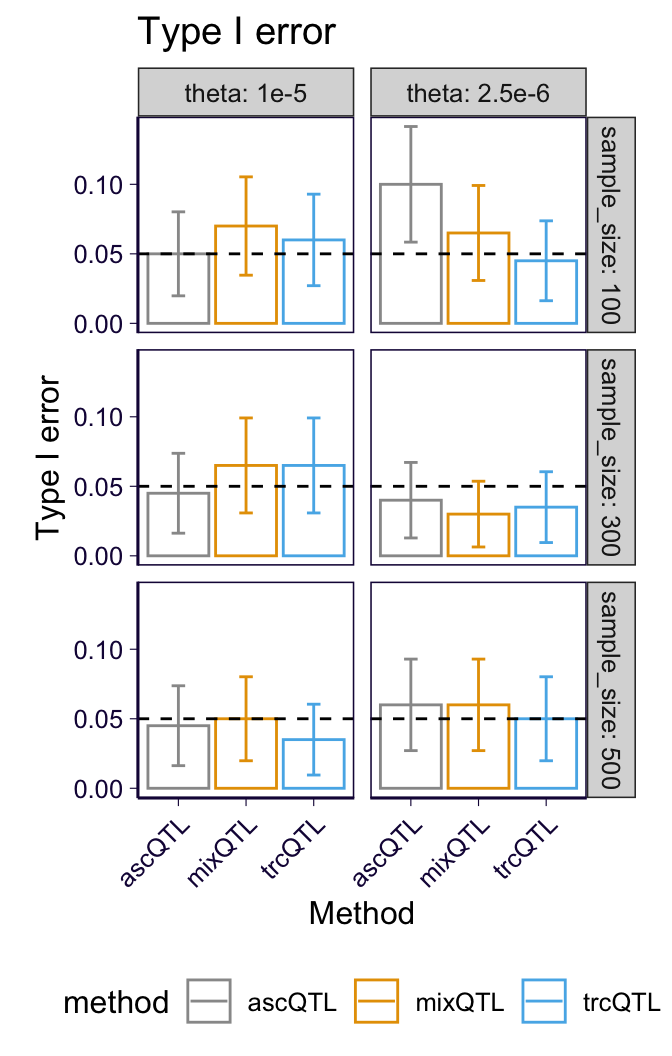 Type I error
theta: 1e-5
theta: 2.5e-6
0.10
0.05
0.00
sample_size: 100
0.10
0.05
0.00
sample_size: 300
0.10
0.05
0.00
sample_size: 500
Type I error
ascQTL
mixQTL
trcQTL
ascQTL
mixQTL
trcQTL
Method
method
ascQTL
mixQTL
trcQTL